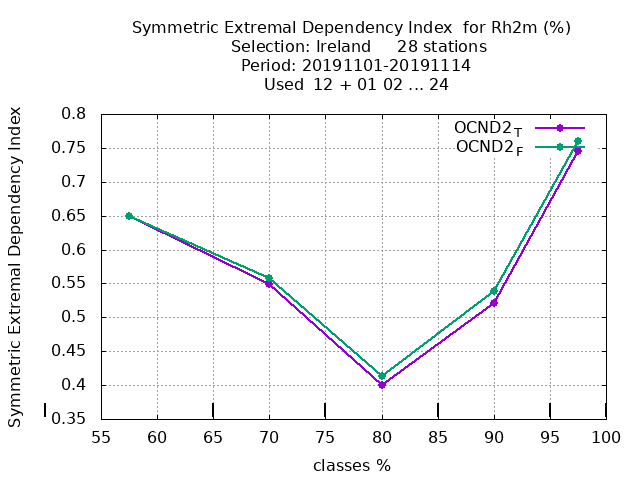 Symmetric Extremal Dependency Index for Rh2m (%)
Selection: Ireland 28 stations
Period: 20191101-20191114
Used 12 + 01 02 ... 24
Symmetric Extremal Dependency Index
OCND2T
OCND2F
0.8
0.75
0.7
0.65
0.6
0.55
0.5
0.45
0.4
0.35
55 60 65 70 75 80 85 90 95 100
classes %